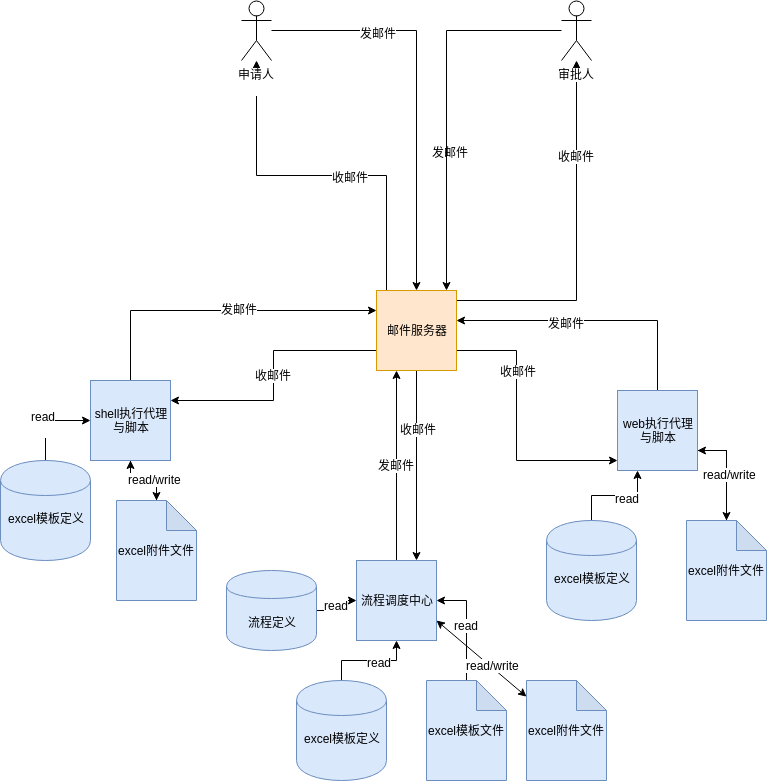 发邮件
申请人
审批人
发邮件
收邮件
收邮件
发邮件
邮件服务器
发邮件
收邮件
收邮件
shell执行代理
与脚本
web执行代理
与脚本
read
收邮件
发邮件
read/write
read/write
read
excel模板定义
excel附件文件
excel模板定义
excel附件文件
流程定义
read
流程调度中心
read
read
read/write
excel模板定义
excel模板文件
excel附件文件